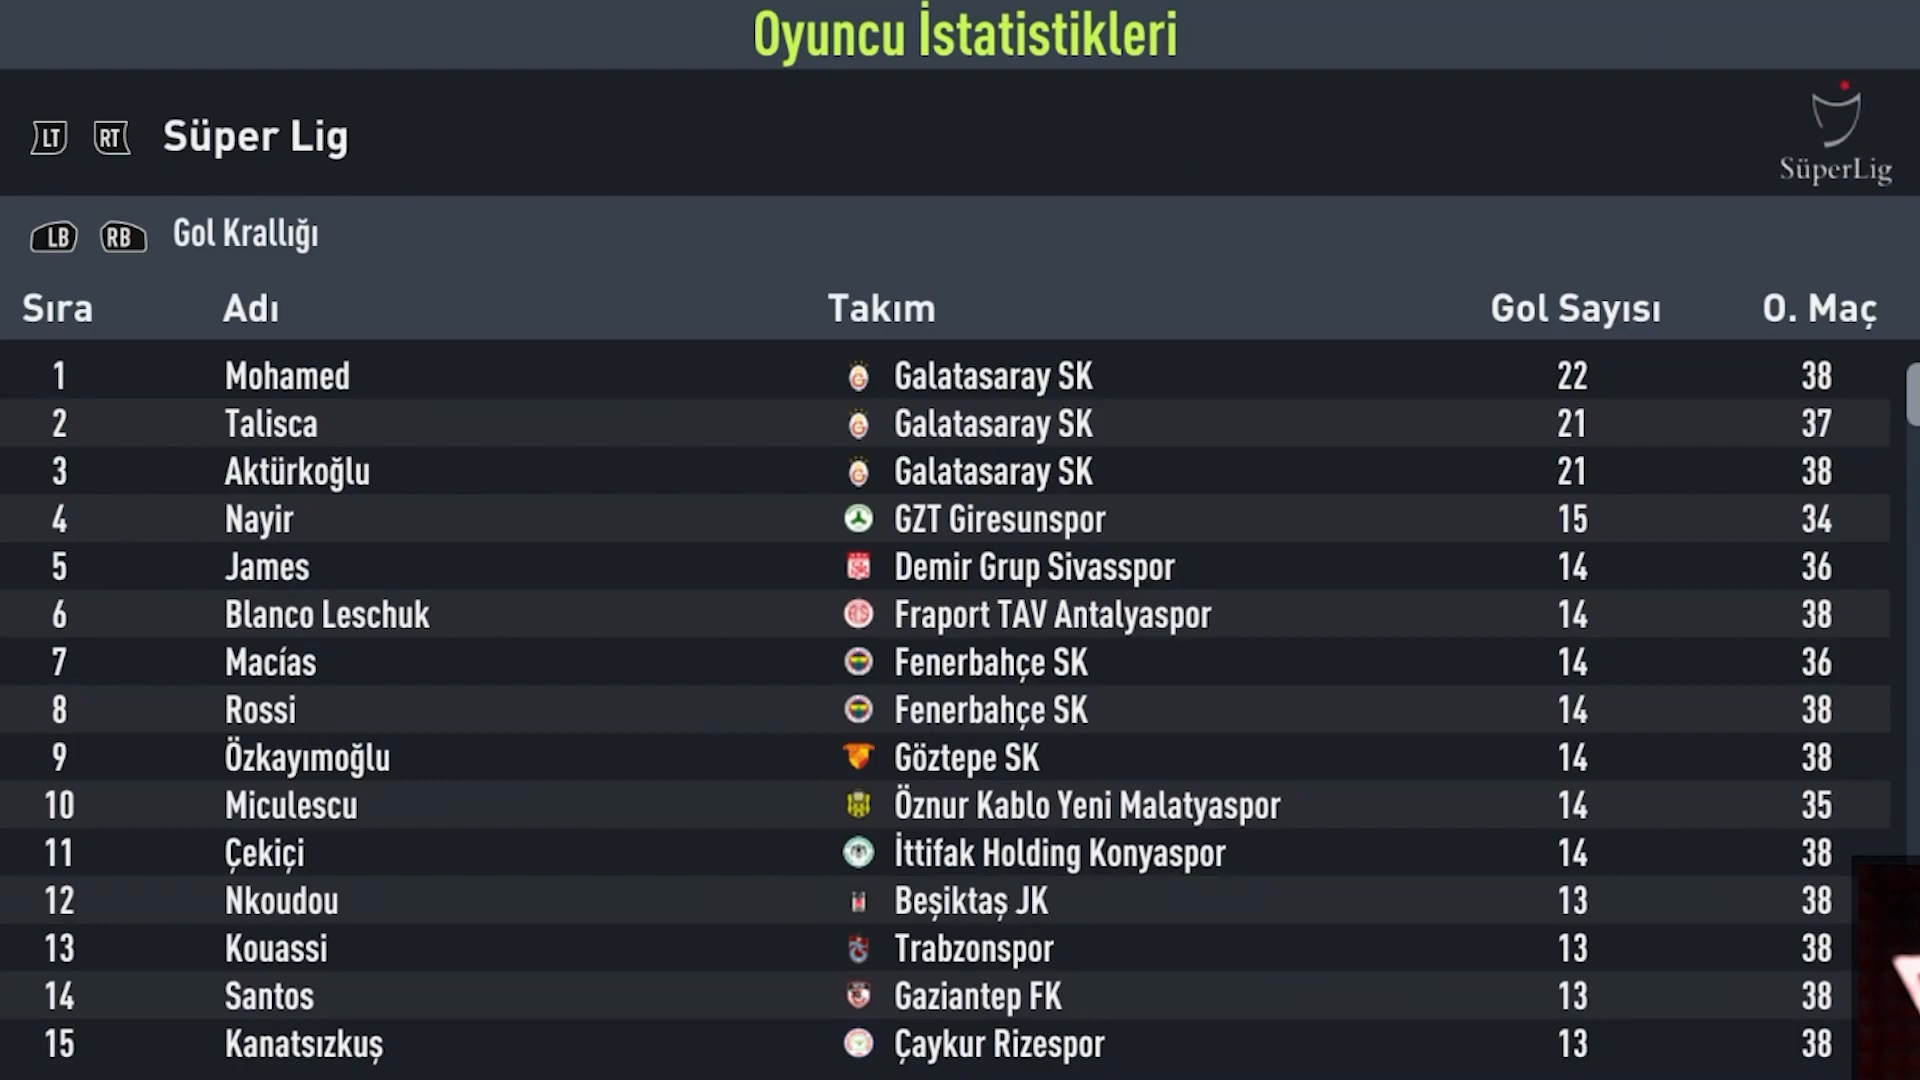 Oyuncu İstatistikleri
LT RT Süper Lig
SüperLig
LB RB Gol Krallığı
Sıra Adı Takım Gol Sayısı O. Maç
1 Mohamed Galatasaray SK 22 38
2 Talisca Galatasaray SK 21 37
3 Aktürkoğlu Galatasaray SK 21 38
4 Nayir GZT Giresunspor 15 34
5 James Demir Grup Sivasspor 14 36
6 Blanco Leschuk Fraport TAV Antalyaspor 14 38
7 Macías Fenerbahçe SK 14 36
8 Rossi Fenerbahçe SK 14 38
9 Özkayımoğlu Göztepe SK 14 38
10 Miculescu Öznur Kablo Yeni Malatyaspor 14 35
11 Çekiçi İttifak Holding Konyaspor 14 38
12 Nkoudou Beşiktaş JK 13 38
13 Kouassi Trabzonspor 13 38
14 Santos Gaziantep FK 13 38
15 Kanatsızkuş Çaykur Rizespor 13 38